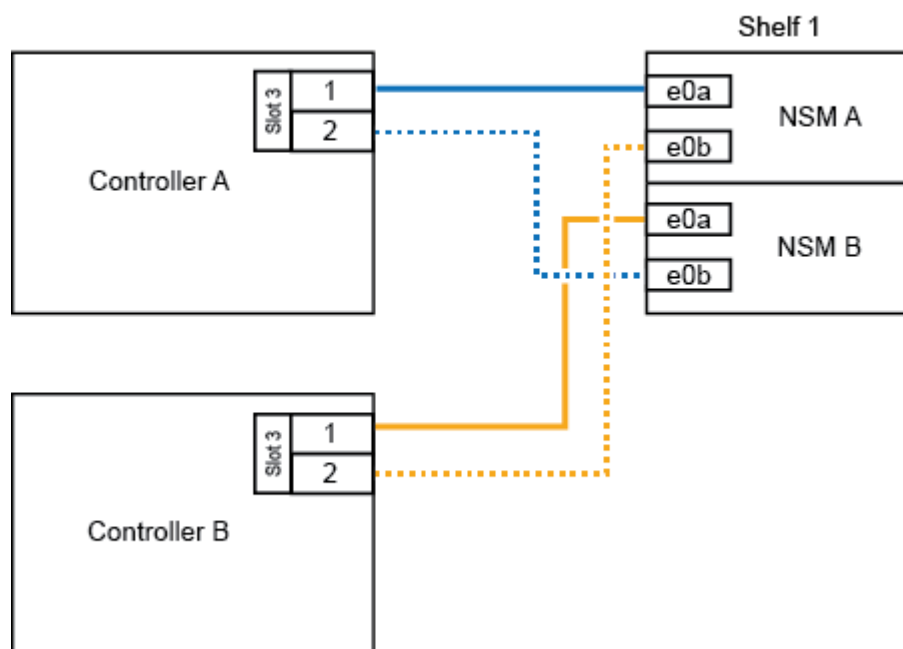 Shelf 1
Controller A
Slot 3
1
2
e0a
e0b
NSM A
e0a
e0b
NSM B
Controller B
Slot 3
1
2